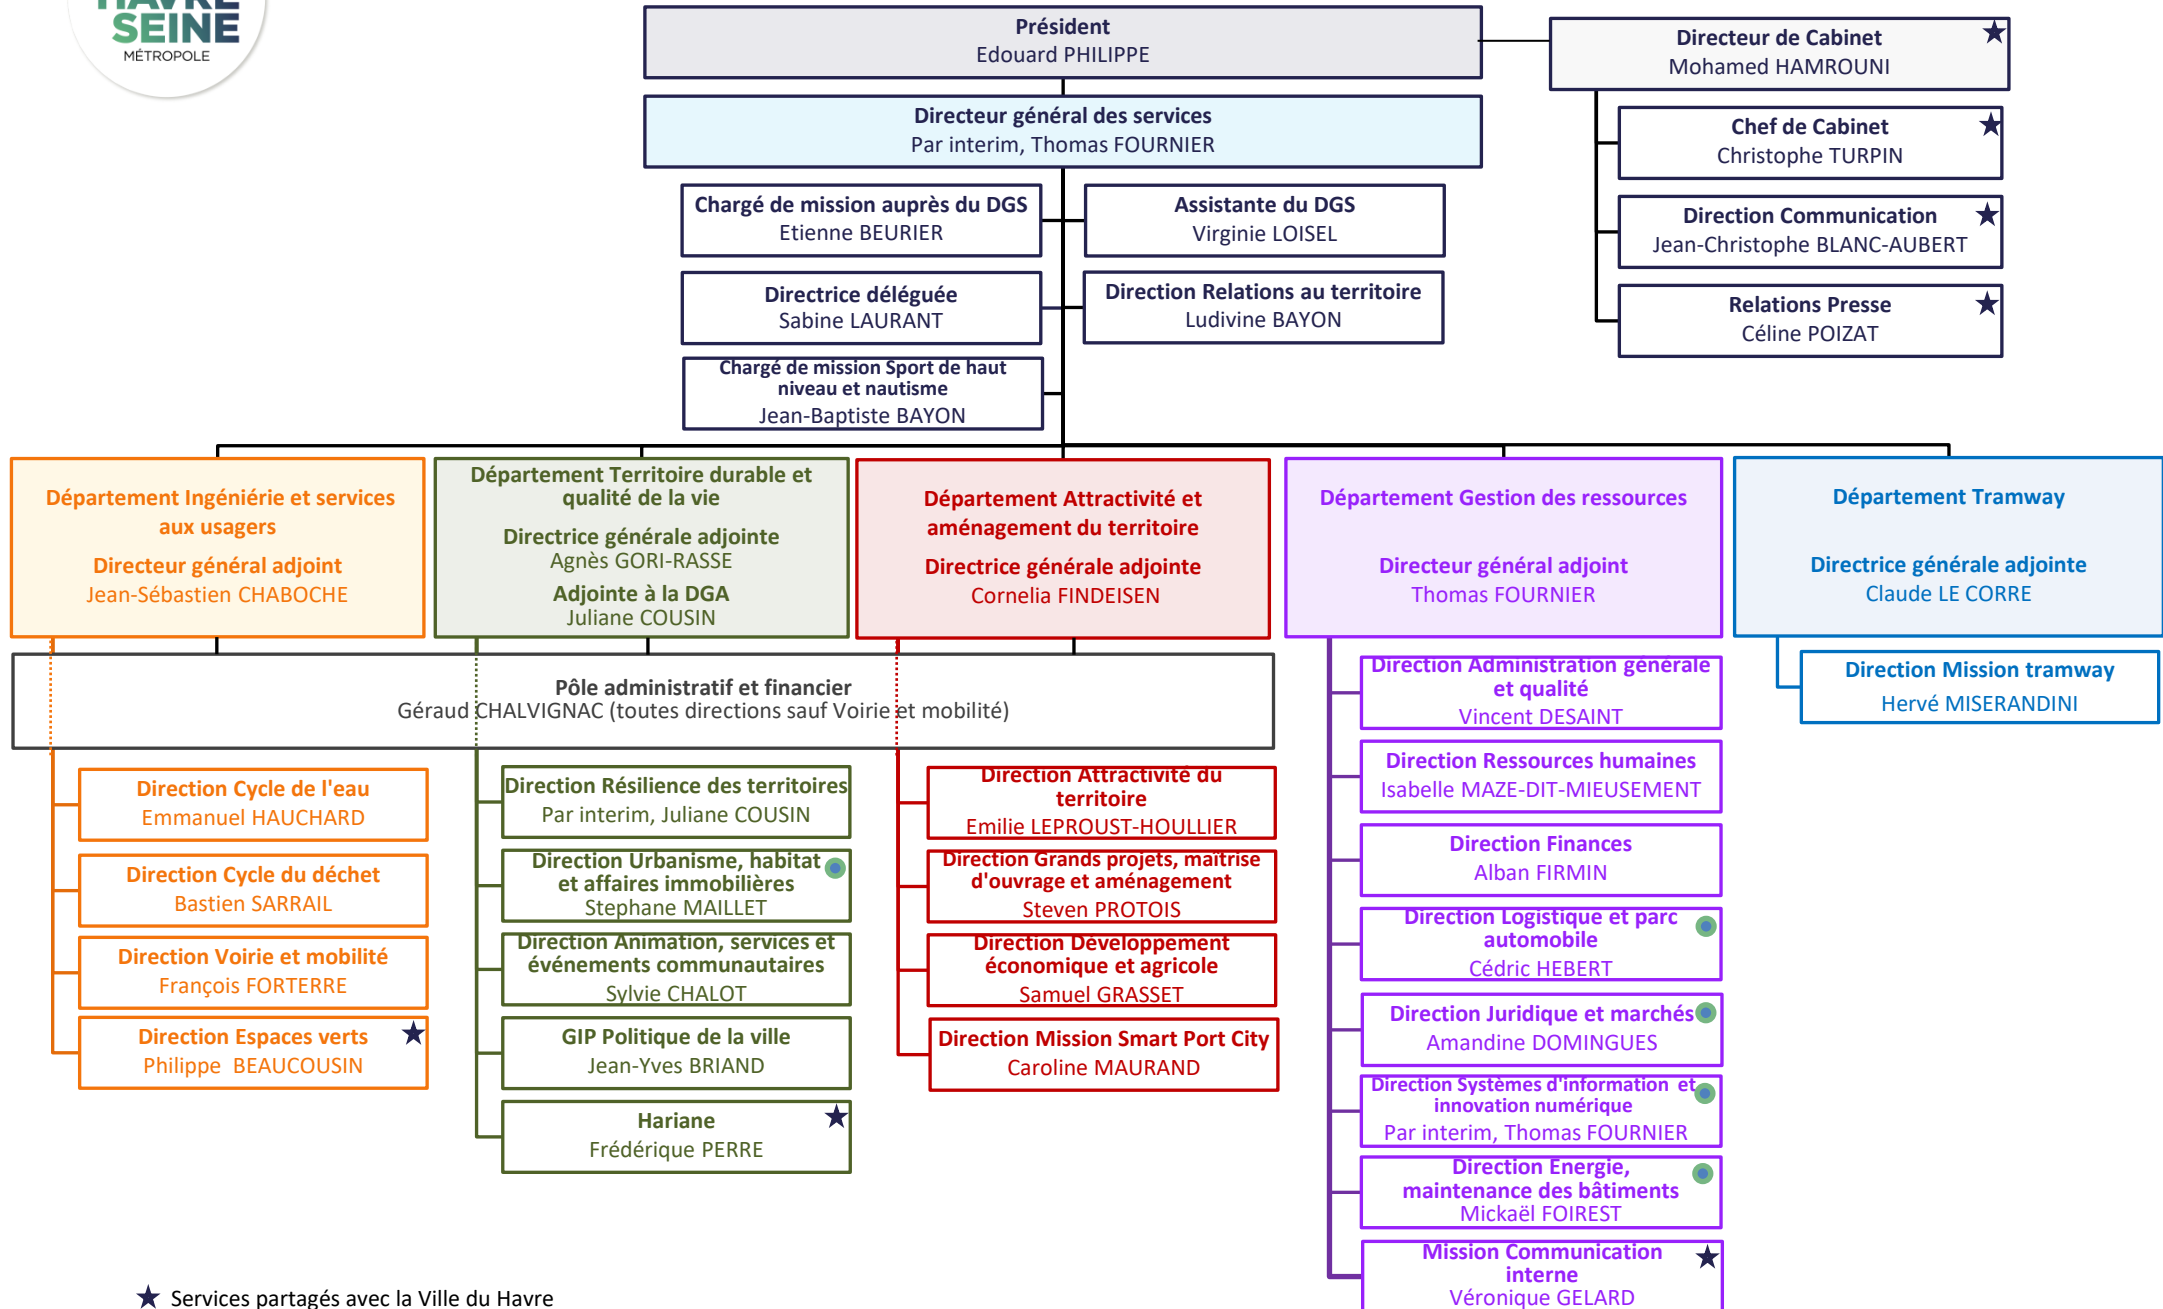 HAVRE
SEINE
MÉTROPOLE
Président
Edouard PHILIPPE
Directeur de Cabinet
Mohamed HAMROUNI
Directeur général des services
Par interim, Thomas FOURNIER
Chef de Cabinet
Christophe TURPIN
Direction Communication
Jean-Christophe BLANC-AUBERT
Relations Presse
Céline POIZAT
Chargé de mission auprès du DGS
Etienne BEURIER
Assistante du DGS
Virginie LOISEL
Directrice déléguée
Sabine LAURANT
Direction Relations au territoire
Ludivine BAYON
Chargé de mission Sport de haut
niveau et nautisme
Jean-Baptiste BAYON
Département Ingéniérie et services
aux usagers
Directeur général adjoint
Jean-Sébastien CHABOCHE
Département Territoire durable et
qualité de la vie
Directrice générale adjointe
Agnès GORI-RASSE
Adjointe à la DGA
Juliane COUSIN
Département Attractivité et
aménagement du territoire
Directrice générale adjointe
Cornelia FINDEISEN
Département Gestion des ressources
Directeur général adjoint
Thomas FOURNIER
Département Tramway
Directrice générale adjointe
Claude LE CORRE
Pôle administratif et financier
Géraud CHALVIGNAC (toutes directions sauf Voirie et mobilité)
Direction Cycle de l'eau
Emmanuel HAUCHARD
Direction Cycle du déchet
Bastien SARRAIL
Direction Voirie et mobilité
François FORTERRE
Direction Espaces verts
Philippe BEAUCOUSIN
Direction Résilience des territoires
Par interim, Juliane COUSIN
Direction Urbanisme, habitat
et affaires immobilières
Stephane MAILLET
Direction Animation, services et
événements communautaires
Sylvie CHALOT
GIP Politique de la ville
Jean-Yves BRIAND
Hariane
Frédérique PERRE
Direction Attractivité du
territoire
Emilie LEPROUST-HOULLIER
Direction Grands projets, maîtrise
d'ouvrage et aménagement
Steven PROTOIS
Direction Développement
économique et agricole
Samuel GRASSET
Direction Mission Smart Port City
Caroline MAURAND
Direction Administration générale
et qualité
Vincent DESAINT
Direction Ressources humaines
Isabelle MAZE-DIT-MIEUSEMENT
Direction Finances
Alban FIRMIN
Direction Logistique et parc
automobile
Cédric HEBERT
Direction Juridique et marchés
Amandine DOMINGUES
Direction Systèmes d'information et
innovation numérique
Par interim, Thomas FOURNIER
Direction Energie,
maintenance des bâtiments
Mickaël FOIREST
Mission Communication
interne
Véronique GELARD
Direction Mission tramway
Hervé MISERANDINI
★ Services partagés avec la Ville du Havre